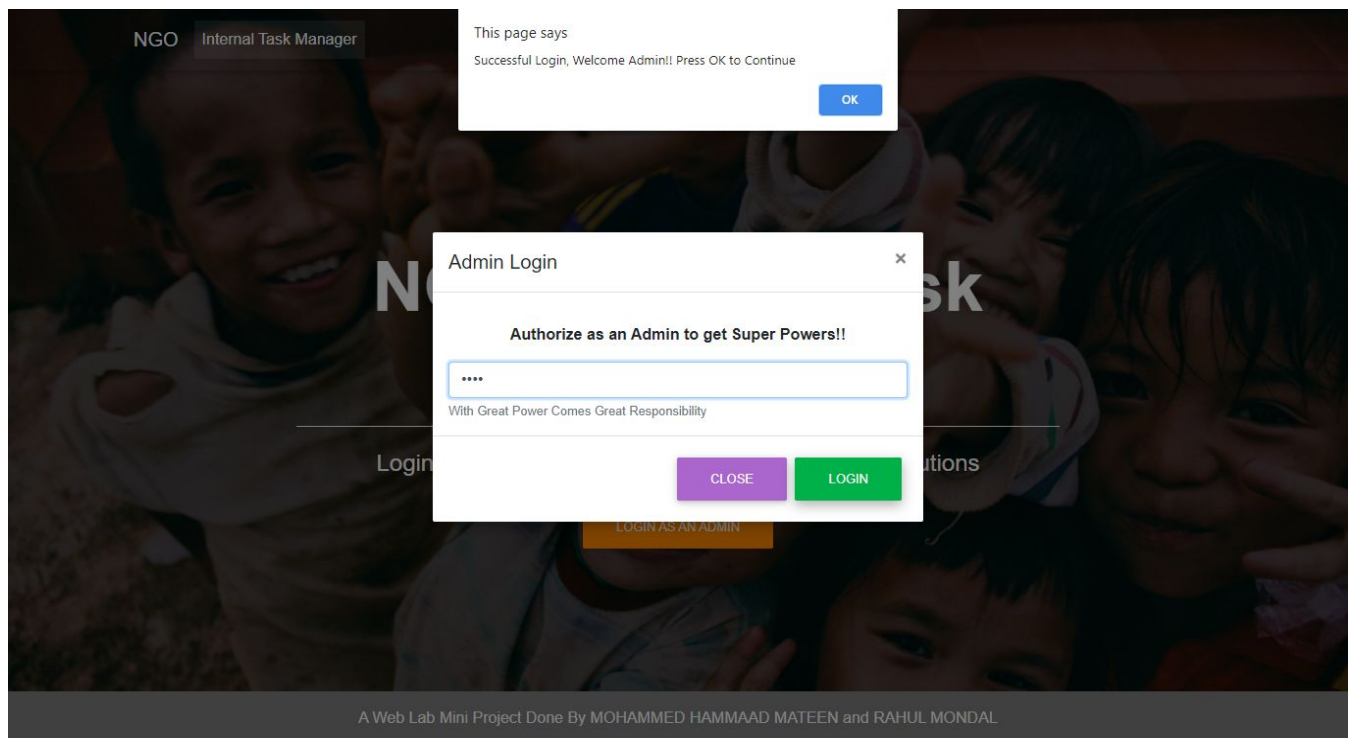 NGO Internal Task Manager
This page says
Successful Login, Welcome Admin!! Press OK to Continue
OK
Admin Login ×
sk
Authorize as an Admin to get Super Powers!!
••••
With Great Power Comes Great Responsibility
Login
CLOSE
LOGIN
LOGIN AS AN ADMIN
A Web Lab Mini Project Done By MOHAMMED HAMMAAD MATEEN and RAHUL MONDAL